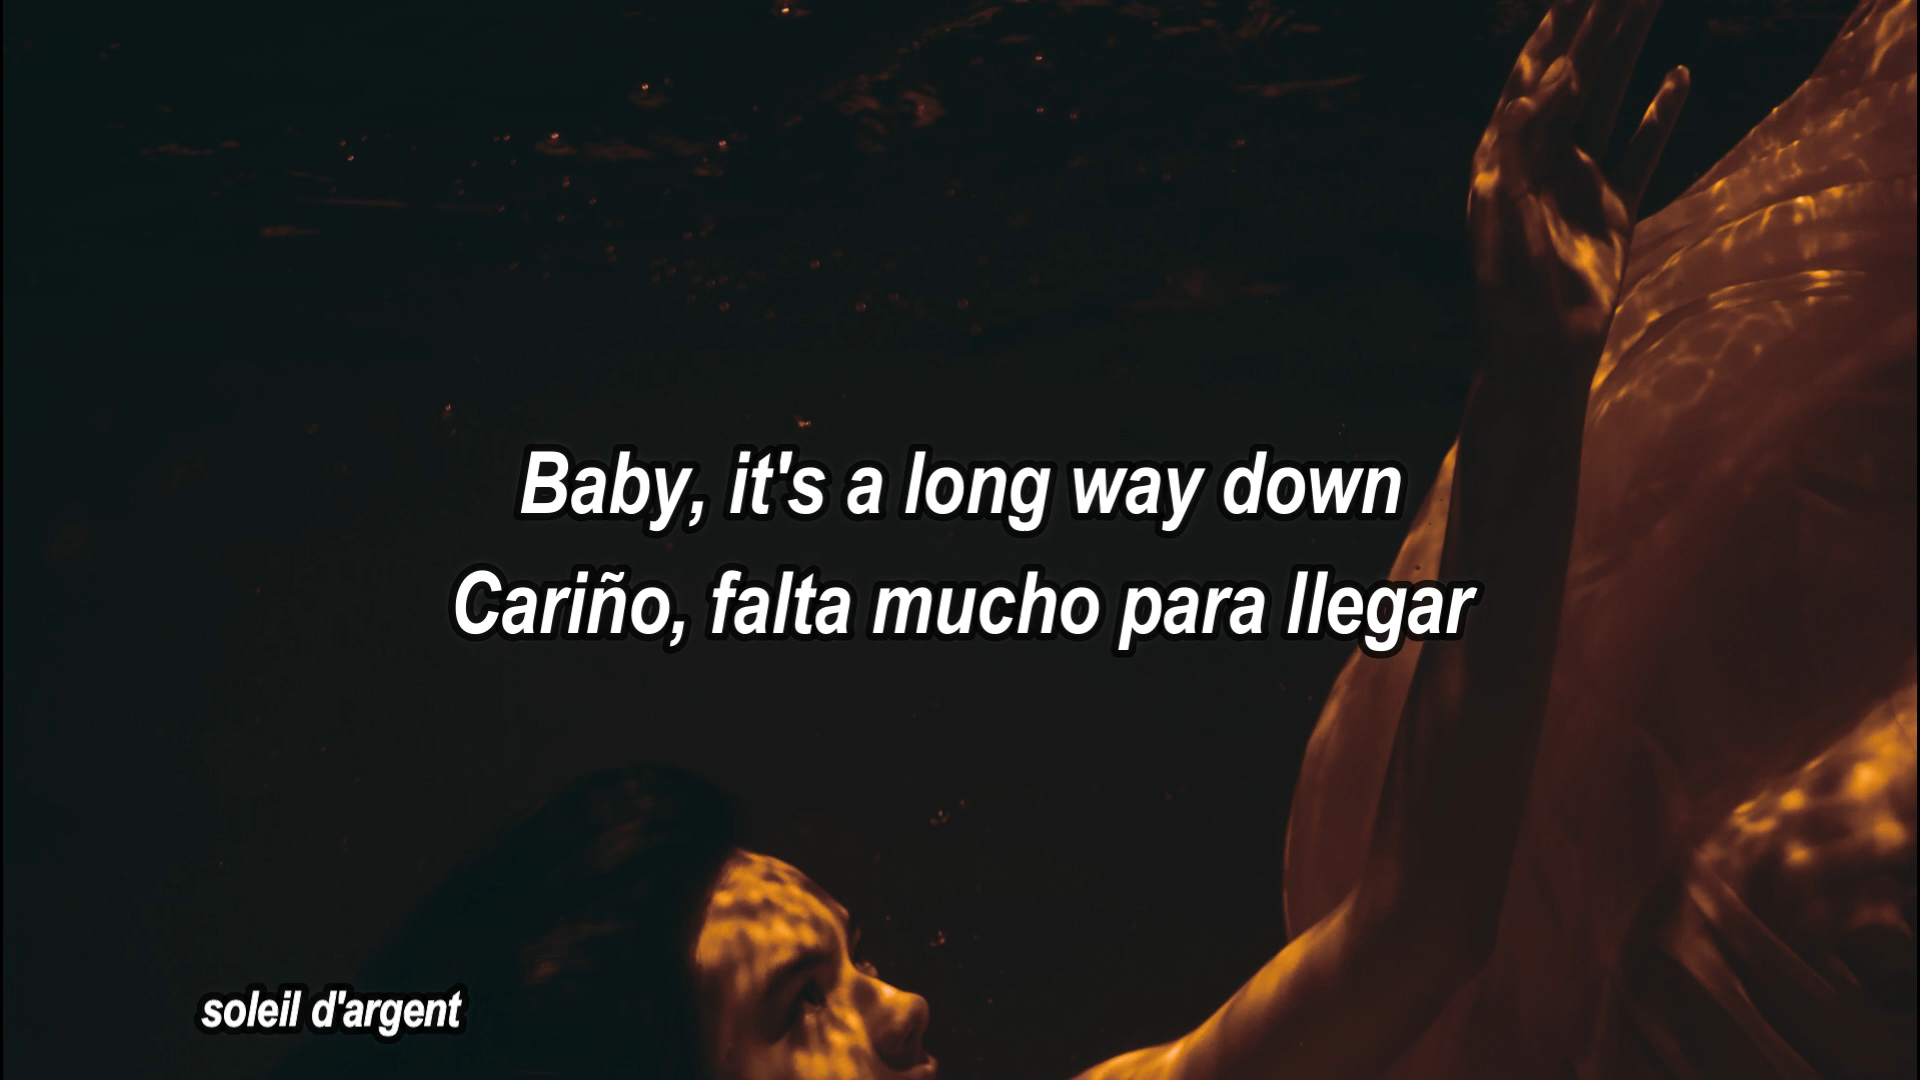 Baby, it's a long way down
Cariño, falta mucho para llegar
soleil d'argent